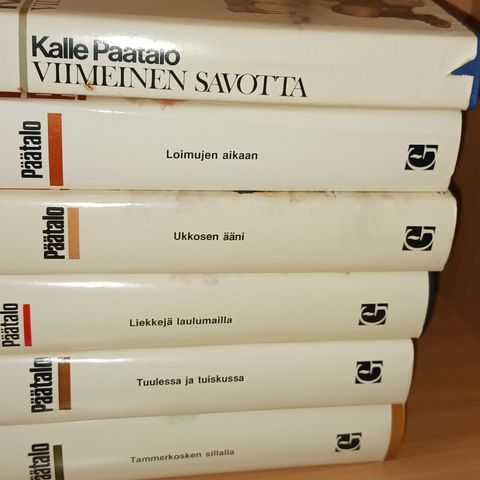 Kalle Päätalo
VIIMEINEN SAVOTTA
Päätalo
Loimujen aikaan
G
Päätalo
Ukkosen ääni
G
Päätalo
Liekkejä laulumailla
G
Päätalo
Tuulessa ja tuiskussa
G
Päätalo
Tammerkosken sillalla
G